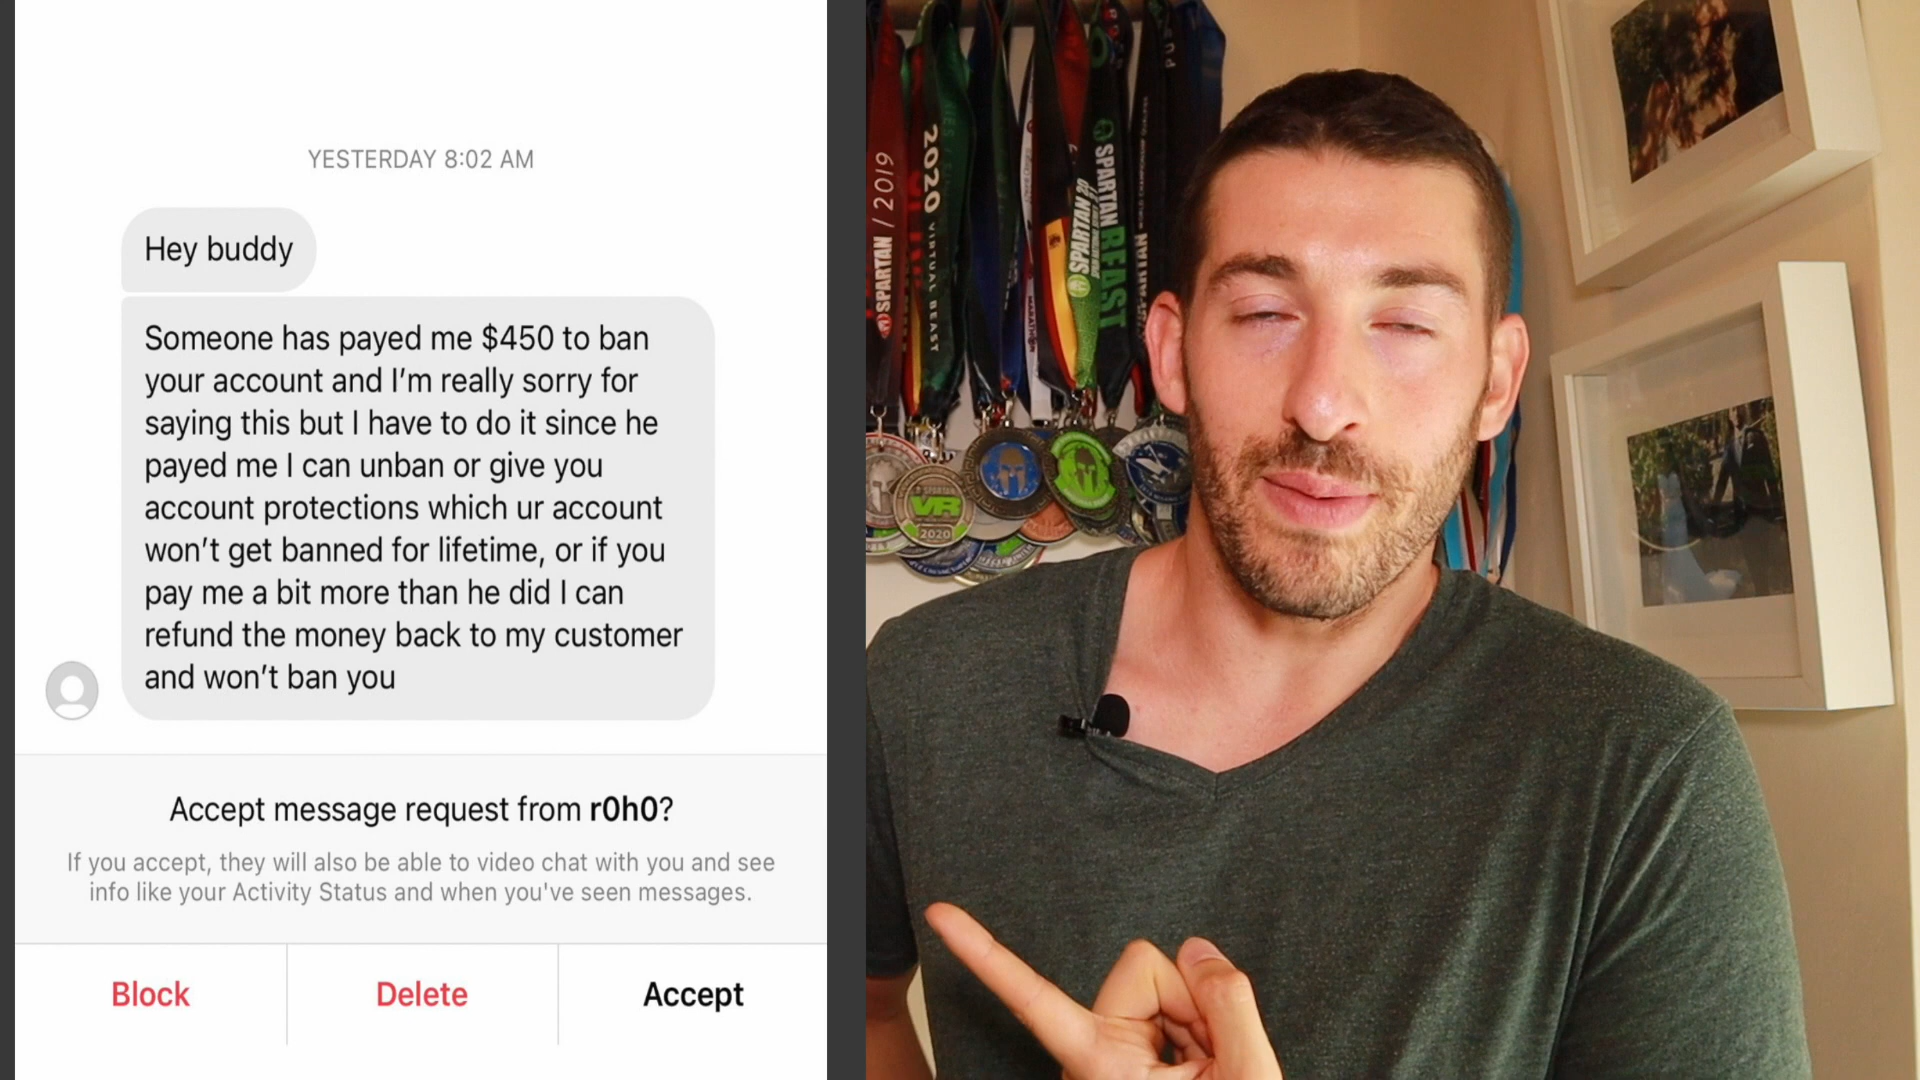 YESTERDAY 8:02 AM
Hey buddy
Someone has payed me $450 to ban
your account and I'm really sorry for
saying this but I have to do it since he
payed me I can unban or give you
account protections which ur account
won't get banned for lifetime, or if you
pay me a bit more than he did I can
refund the money back to my customer
and won't ban you
Accept message request from r0h0?
If you accept, they will also be able to video chat with you and see
info like your Activity Status and when you've seen messages.
Block
Delete
Accept
SPARTAN / 2019
2020 VIRTUAL BEAST
SPARTAN
SPARTAN
BEAST
SPARTAN
VR
2020